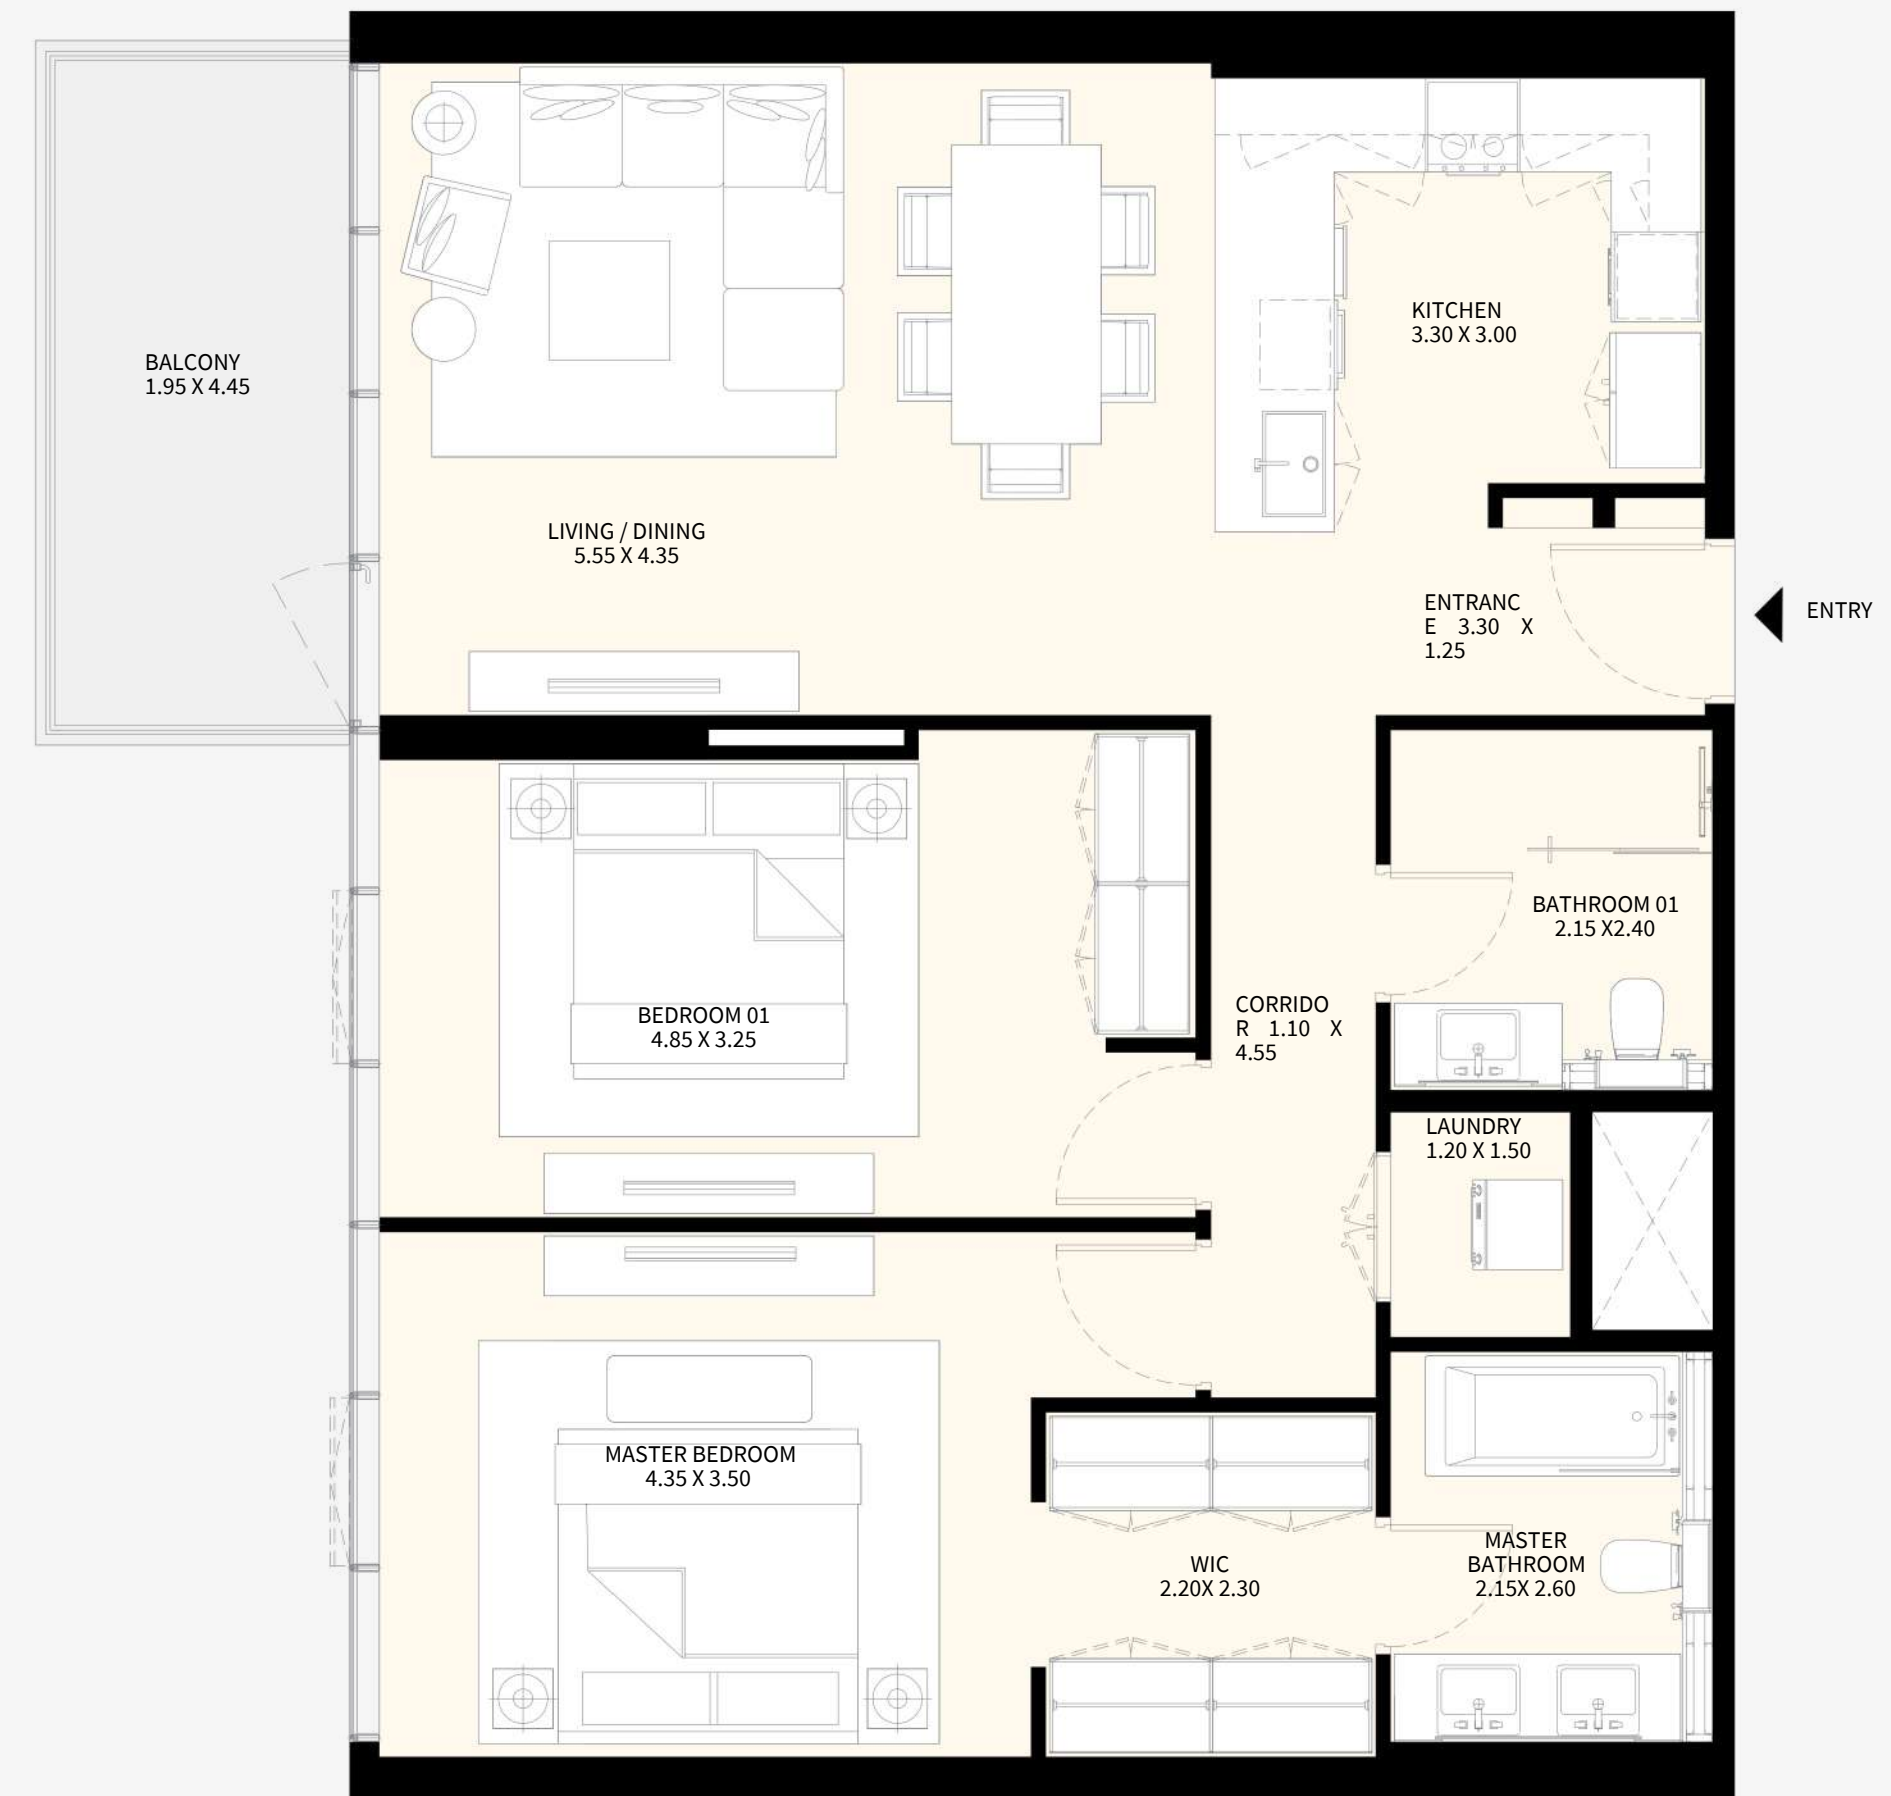 BALCONY
1.95 X 4.45
KITCHEN
3.30 X 3.00
LIVING / DINING
5.55 X 4.35
ENTRANC
E 3.30 X
1.25
ENTRY
BEDROOM 01
4.85 X 3.25
BATHROOM 01
2.15 X2.40
CORRIDO
R 1.10 X
4.55
LAUNDRY
1.20 X 1.50
MASTER BEDROOM
4.35 X 3.50
WIC
2.20X 2.30
MASTER
BATHROOM
2.15X 2.60